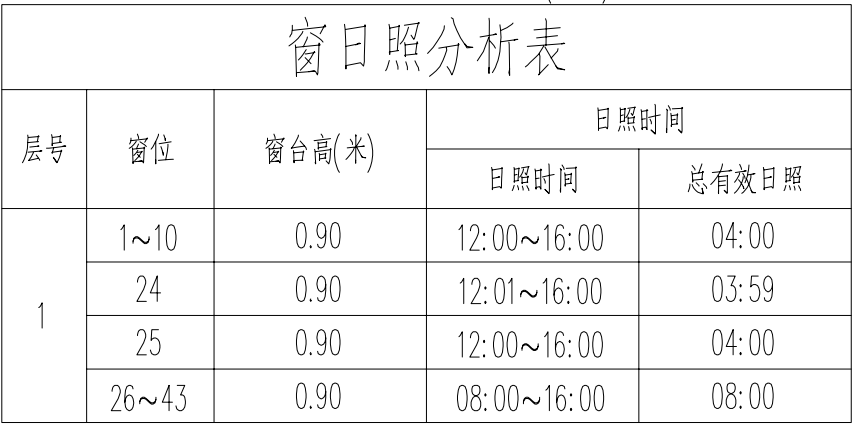 窗日照分析表
层号 窗位 窗台高(米) 日照时间
日照时间 总有效日照
1 1~10 0.90 12:00~16:00 04:00
24 0.90 12:01~16:00 03:59
25 0.90 12:00~16:00 04:00
26~43 0.90 08:00~16:00 08:00